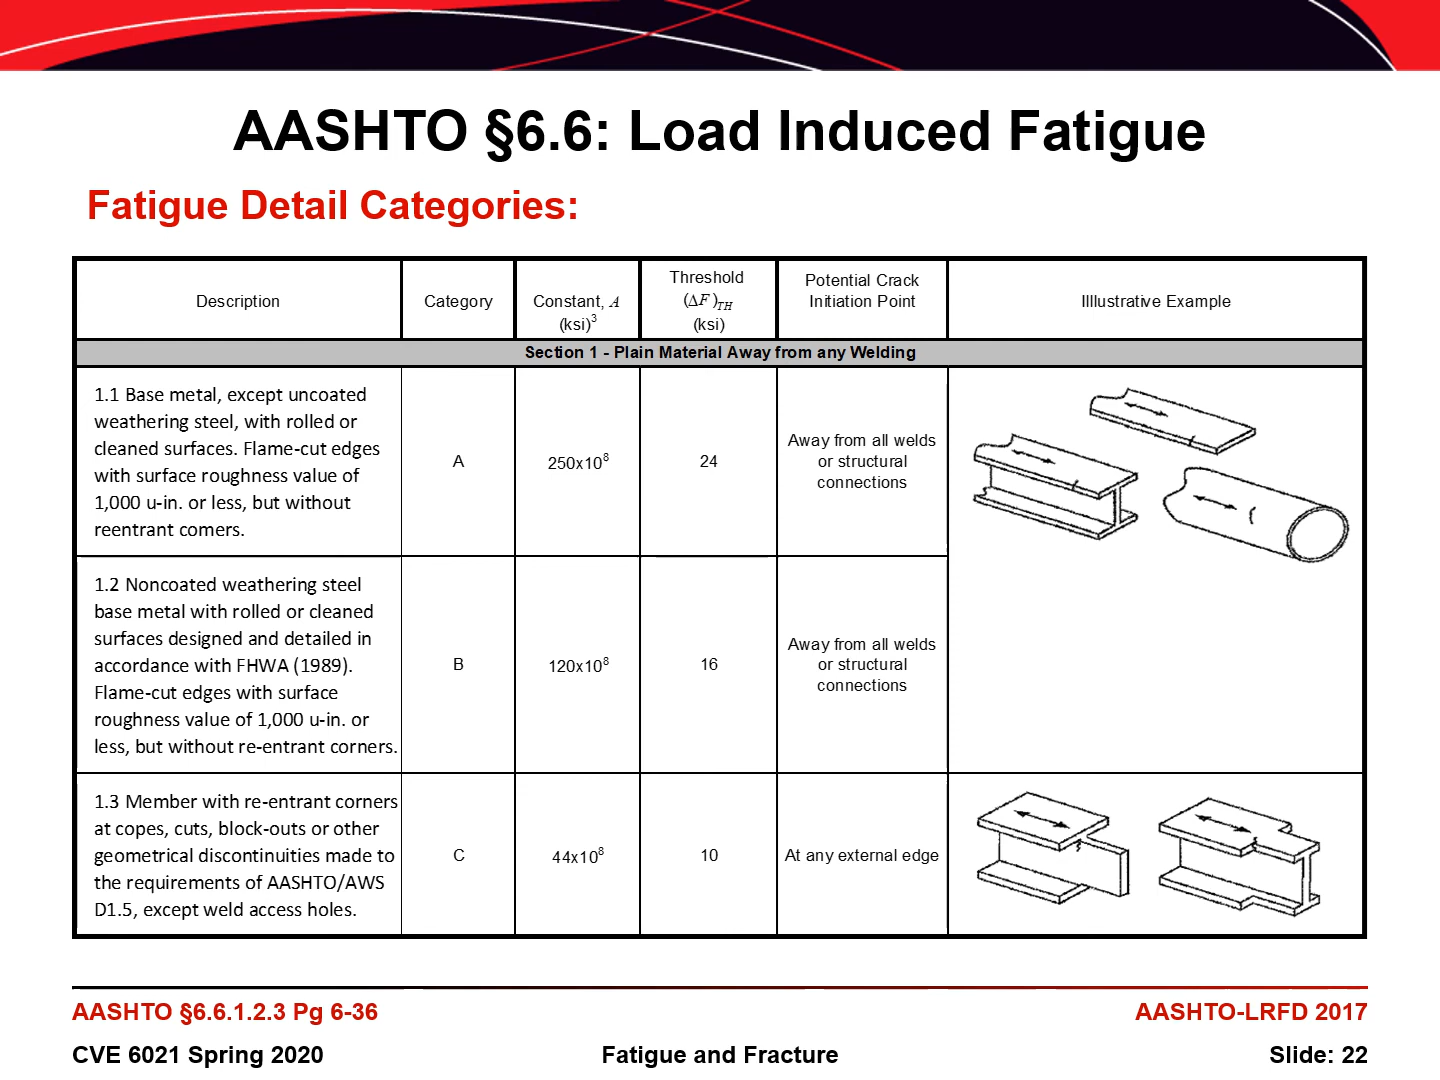 AASHTO §6.6: Load Induced Fatigue
Fatigue Detail Categories:
Description
Category
Constant, A
(ksi)³
Threshold
(ΔF)TH
(ksi)
Potential Crack
Initiation Point
Illlustrative Example
Section 1 - Plain Material Away from any Welding
1.1 Base metal, except uncoated
weathering steel, with rolled or
cleaned surfaces. Flame-cut edges
with surface roughness value of
1,000 u-in. or less, but without
reentrant comers.
A
250x10⁸
24
Away from all welds
or structural
connections
1.2 Noncoated weathering steel
base metal with rolled or cleaned
surfaces designed and detailed in
accordance with FHWA (1989).
Flame-cut edges with surface
roughness value of 1,000 u-in. or
less, but without re-entrant corners.
B
120x10⁸
16
Away from all welds
or structural
connections
1.3 Member with re-entrant corners
at copes, cuts, block-outs or other
geometrical discontinuities made to
the requirements of AASHTO/AWS
D1.5, except weld access holes.
C
44x10⁸
10
At any external edge
AASHTO §6.6.1.2.3 Pg 6-36
AASHTO-LRFD 2017
CVE 6021 Spring 2020
Fatigue and Fracture
Slide: 22